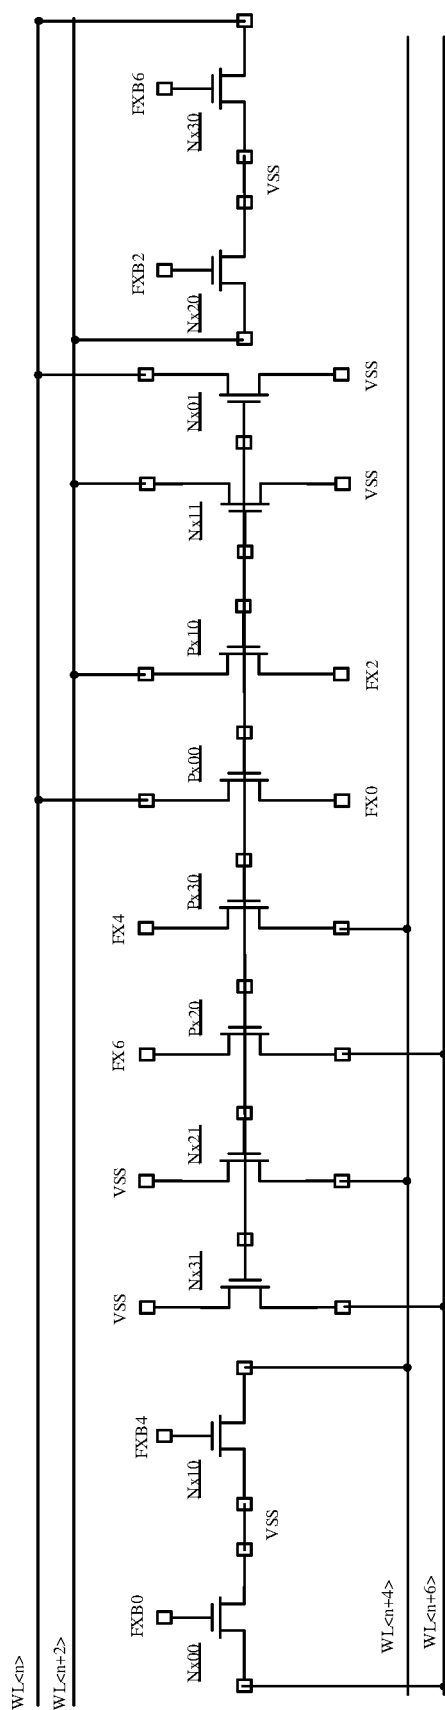 FXB6
Nx30
VSS
FXB2
Nx20
Nx01
VSS
Nx11
VSS
Px10
FX2
Px00
FX0
FX4
Px30
FX6
Px20
VSS
Nx21
VSS
Nx31
FXB4
Nx10
VSS
FXB0
Nx00
WL<n>
WL<n+2>
WL<n+4>
WL<n+6>